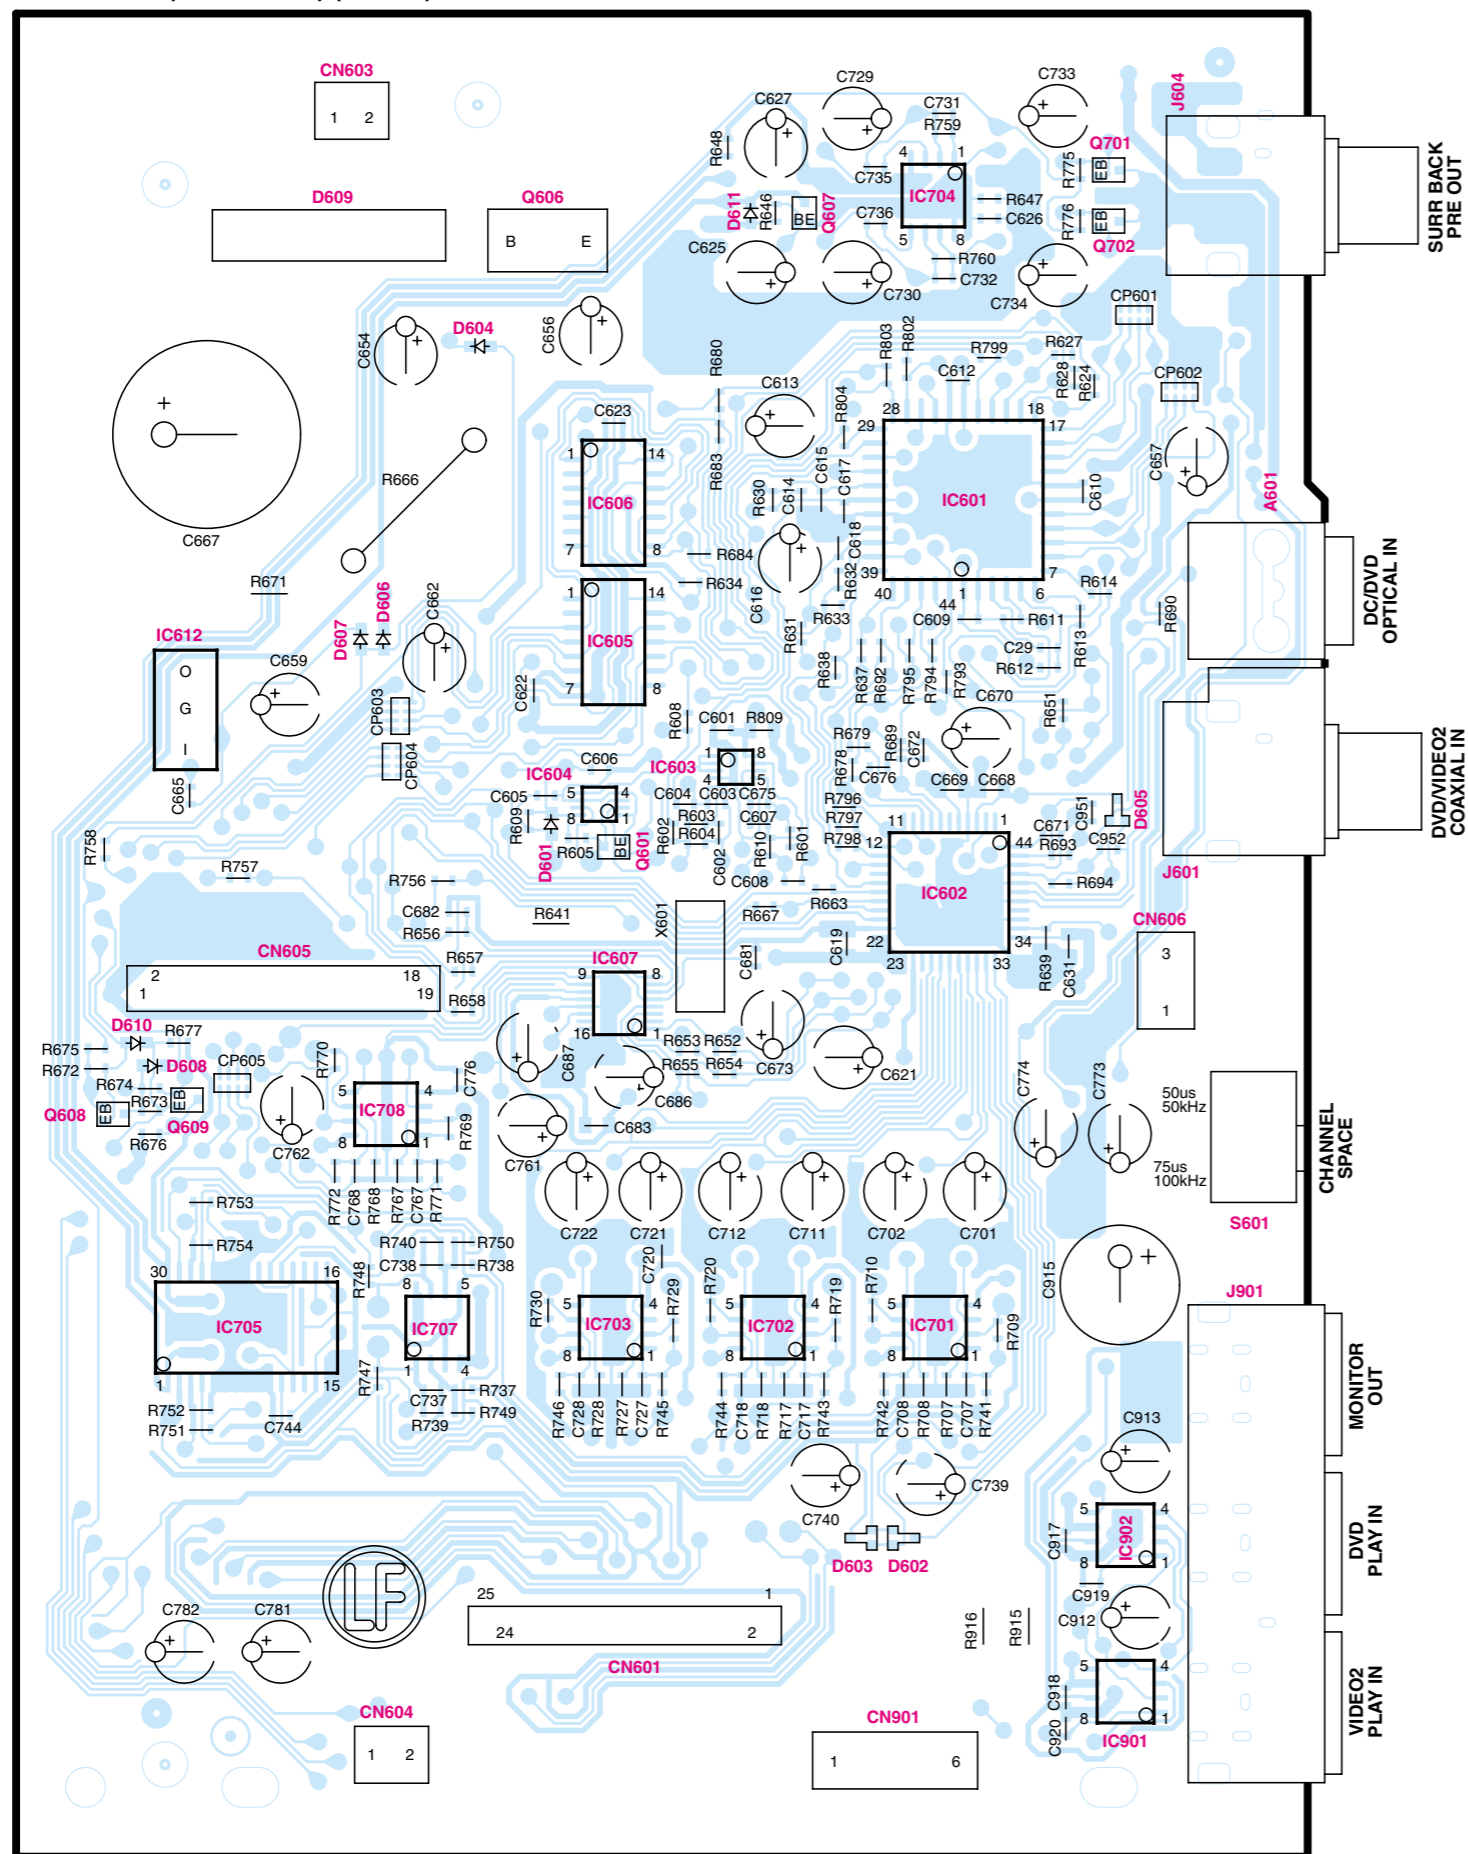 CN603
1 2
C729
C733
C627
C731
R759
J604
R648
4 1
C735
IC704
R775
EB
Q701
SURR BACK
PRE OUT
D609
Q606
B E
D611
R646
BE
Q607
C736
R647
C626
5 8
R776
EB
Q702
C625
R760
C732
C730
C734
CP601
C654
D604
C656
R680
R803
R802
R799
R627
R628
R624
C612
CP602
C613
R804
C623
28 18
29 17
1 14
R683
C615
C617
C657
R666
IC606
R630
C614
IC601
C610
A601
C667
7 8
R684
C618
R632
39 7
40 1 6
44
R671
R634
C616
R614
DC/DVD
OPTICAL IN
IC612
D607
D606
C662
1 14
IC605
R633
C609
R611
R690
R631
R613
C29
R612
O
G
I
C659
R638
R637
R692
R795
R794
R793
C622
7 8
CP603
C670
R651
R608
C601
R809
R679
R689
C672
DVD/VIDEO2
COAXIAL IN
CP604
IC604
C606
IC603
1 8
4 5
R678
C676
C669
C668
C665
C605
5 4
8 1
C604
C603
C675
R796
C951
D605
R758
R609
D601
R605
BE
Q601
R602
R603
R604
C607
C602
R610
R601
R797
R798
11 1
12 44
C671
R693
C952
R757
R756
C608
R663
IC602
R694
J601
C682
R656
R641
X601
R667
C619
22 34
23 33
CN606
3
1
CN605
2 18
1 19
R657
R658
IC607
9 8
16 1
C681
R639
C631
D610
R677
R675
R672
D608
CP605
R770
C776
C687
R653
R652
R655
R654
C673
C621
C774
C773
50us
50kHz
R674
R673
EB
Q608
EB
Q609
R676
5 4
IC708
8 1
C686
C762
R769
C683
C761
75us
100kHz
CHANNEL
SPACE
S601
R772
C768
R768
R767
C767
R771
R753
R754
C722
C721
C712
C711
C702
C701
R740
R750
C738
R738
C720
30 16
R748
8 5
R730
5 4
R729
R720
5 4
R719
R710
5 4
C915
J901
IC705
IC707
IC703
IC702
IC701
R709
1 15
R747
1 4
8 1
8 1
8 1
MONITOR
OUT
R752
R751
C744
C737
R739
R737
R749
R746
C728
R728
R727
C727
R745
R744
C718
R718
R717
C717
R743
R742
C708
R708
R707
C707
R741
C913
C740
C739
5 4
C917
IC902
8 1
DVD
PLAY IN
D603
D602
LF
C919
C782
C781
25 1
24 2
CN601
R916
R915
C912
5 4
C918
C920
8 1
IC901
VIDEO2
PLAY IN
CN604
1 2
CN901
1 6